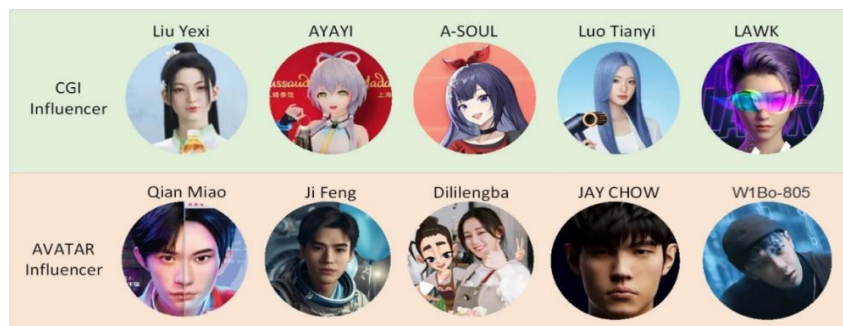 Liu Yexi
AYAYI
A-SOUL
Luo Tianyi
LAWK
CGI
Influencer
Qian Miao
Ji Feng
Dililengba
JAY CHOW
W1Bo-805
AVATAR
Influencer